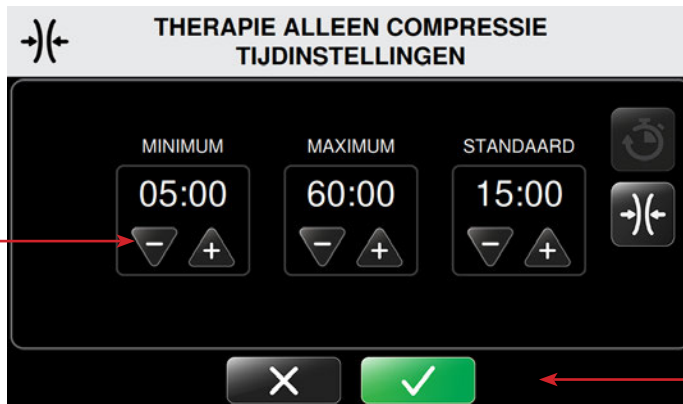 THERAPIE ALLEEN COMPRESSIE
TIJDINSTELLINGEN
MINIMUM MAXIMUM STANDAARD
05:00 60:00 15:00